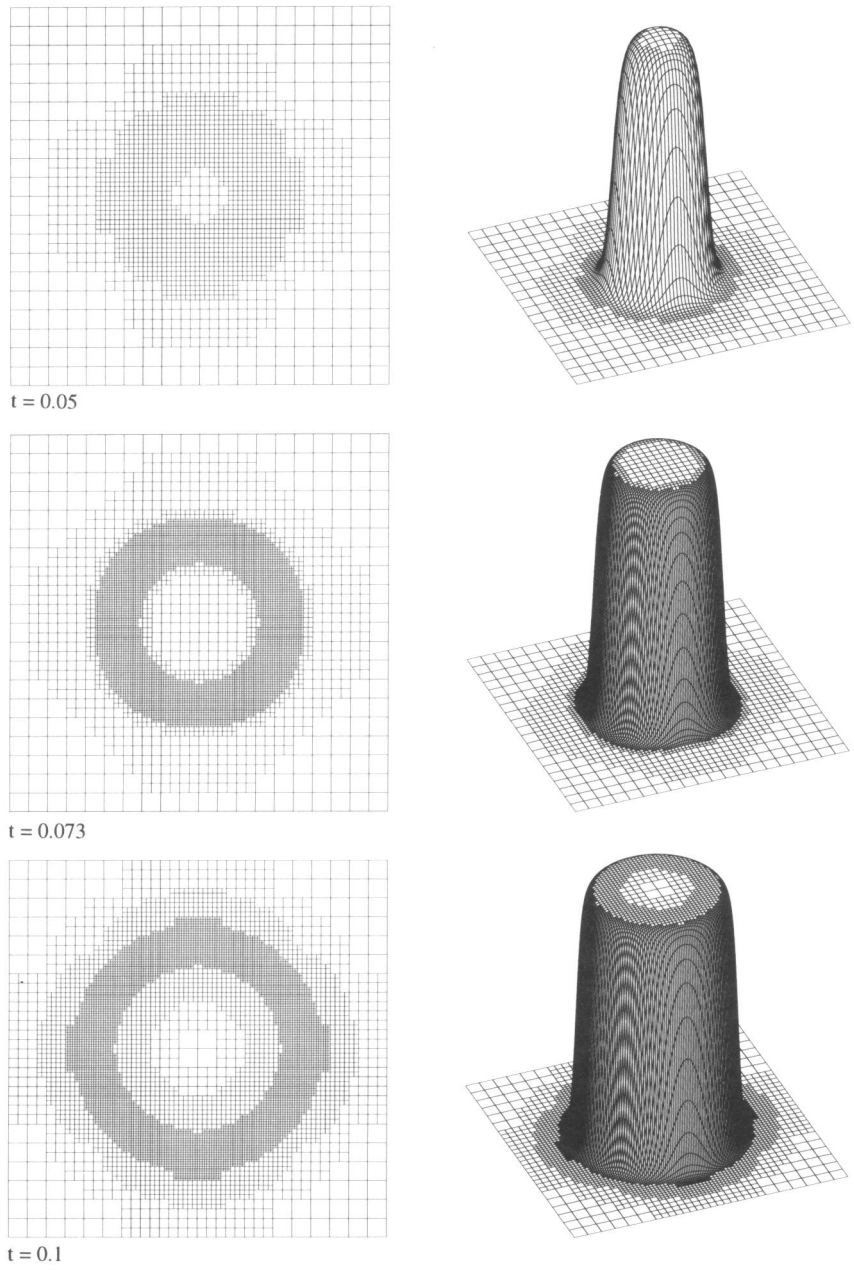 t = 0.05
t = 0.073
t = 0.1